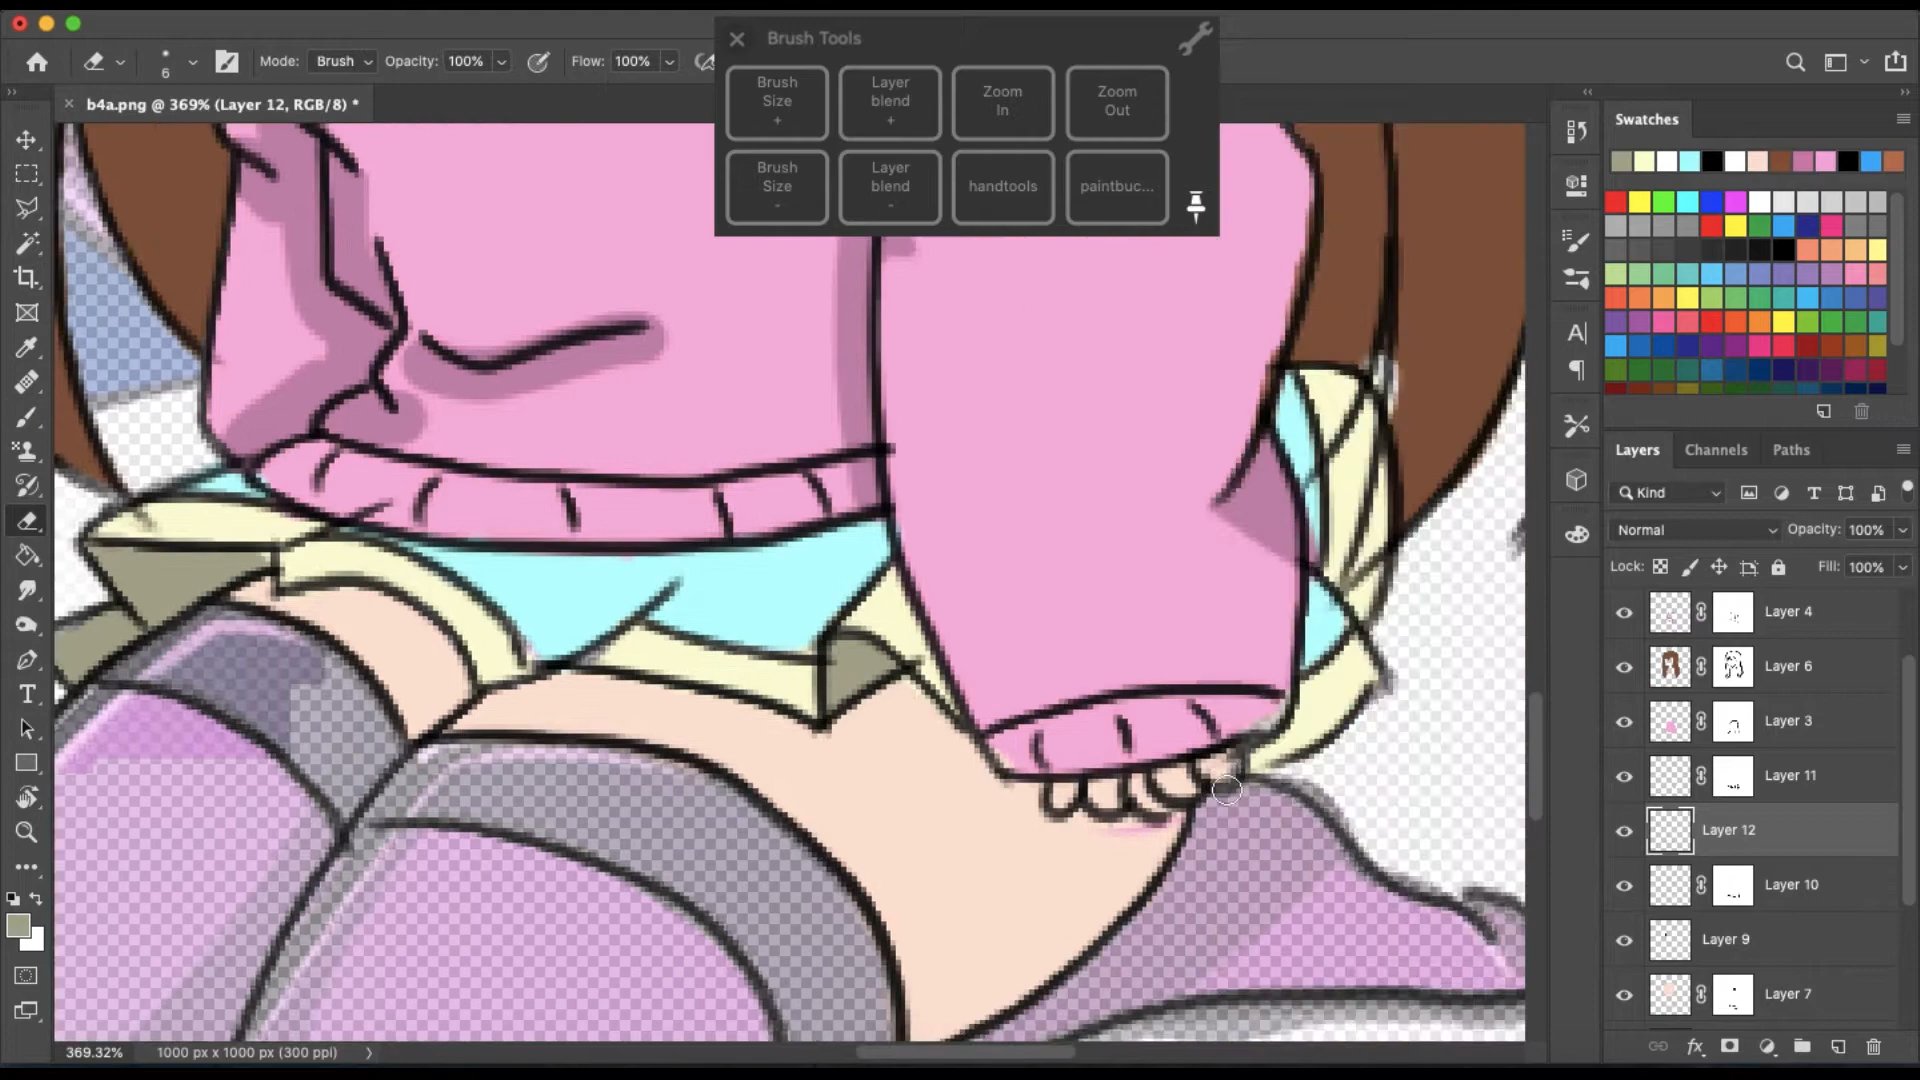 Brush Tools
6
Mode: Brush
Opacity: 100%
Flow: 100%
Brush
Size
+
Layer
blend
+
Zoom
In
Zoom
Out
Brush
Size
-
Layer
blend
-
handtools
paintbuc...
b4a.png @ 369% (Layer 12, RGB/8) *
Swatches
Layers Channels Paths
Kind
Normal
Opacity: 100%
Lock:
Fill: 100%
Layer 4
Layer 6
Layer 3
Layer 11
Layer 12
Layer 10
Layer 9
Layer 7
369.32%
1000 px x 1000 px (300 ppi)